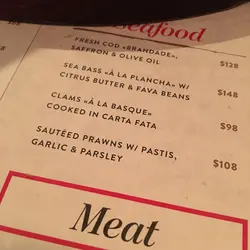 Seafood
FRESH COD «BRANDADE», $128
SAFFRON & OLIVE OIL
SEA BASS «À LA PLANCHA» W/ $148
CITRUS BUTTER & FAVA BEANS
CLAMS «À LA BASQUE» $98
COOKED IN CARTA FATA
SAUTÉED PRAWNS W/ PASTIS, $108
GARLIC & PARSLEY
Meat